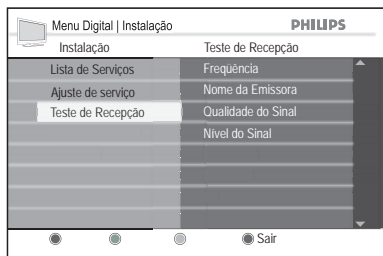 Menu Digital | Instalação
PHILIPS
Instalação
Teste de Recepção
Lista de Serviços
Freqüência
Ajuste de serviço
Nome da Emissora
Teste de Recepção
Qualidade do Sinal
Nível do Sinal
Sair